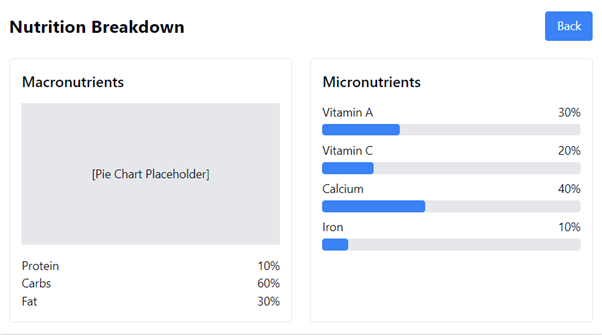 Nutrition Breakdown
Back
Macronutrients
[Pie Chart Placeholder]
Protein 10%
Carbs 60%
Fat 30%
Micronutrients
Vitamin A 30%
Vitamin C 20%
Calcium 40%
Iron 10%